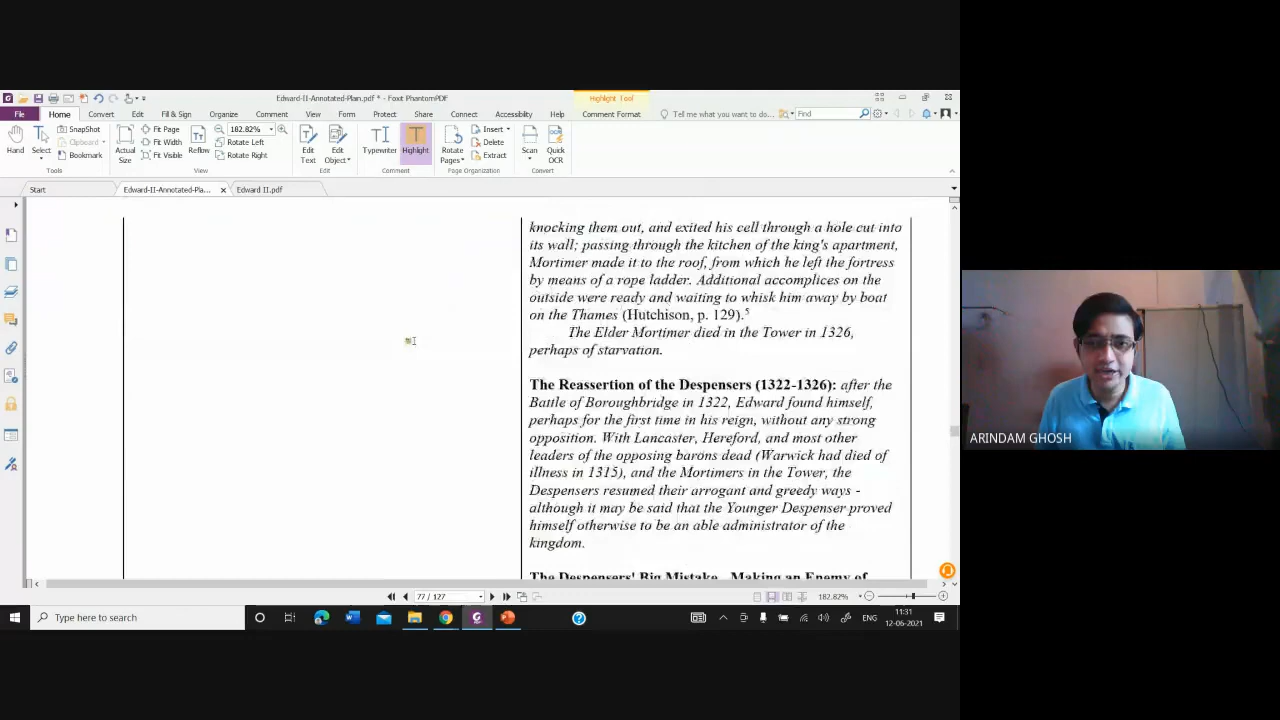 Edward-II-Annotated-Plan.pdf * - Foxit PhantomPDF
Highlight Tool
File Home Convert Edit Fill & Sign Organize Comment View Form Protect Share Connect Accessibility Help Comment Format Tell me what you want to do... Find
SnapShot
Clipboard
Bookmark
Hand Select
Actual Size
Fit Page
Fit Width
Fit Visible
Reflow
182.82%
Rotate Left
Rotate Right
Edit Text
Edit Object
Typewriter Highlight
Rotate Pages
Insert
Delete
Extract
Scan
Quick OCR
Tools View Edit Comment Page Organization Convert
Start Edward-II-Annotated-Pla... Edward II.pdf
knocking them out, and exited his cell through a hole cut into
its wall; passing through the kitchen of the king's apartment,
Mortimer made it to the roof, from which he left the fortress
by means of a rope ladder. Additional accomplices on the
outside were ready and waiting to whisk him away by boat
on the Thames (Hutchison, p. 129).5
The Elder Mortimer died in the Tower in 1326,
perhaps of starvation.
The Reassertion of the Despensers (1322-1326): after the
Battle of Boroughbridge in 1322, Edward found himself,
perhaps for the first time in his reign, without any strong
opposition. With Lancaster, Hereford, and most other
leaders of the opposing barons dead (Warwick had died of
illness in 1315), and the Mortimers in the Tower, the
Despensers resumed their arrogant and greedy ways -
although it may be said that the Younger Despenser proved
himself otherwise to be an able administrator of the
kingdom.
The Despensers' Big Mistake - Making an Enemy of
77 / 127
182.82%
Type here to search
ENG
11:31
12-06-2021
ARINDAM GHOSH